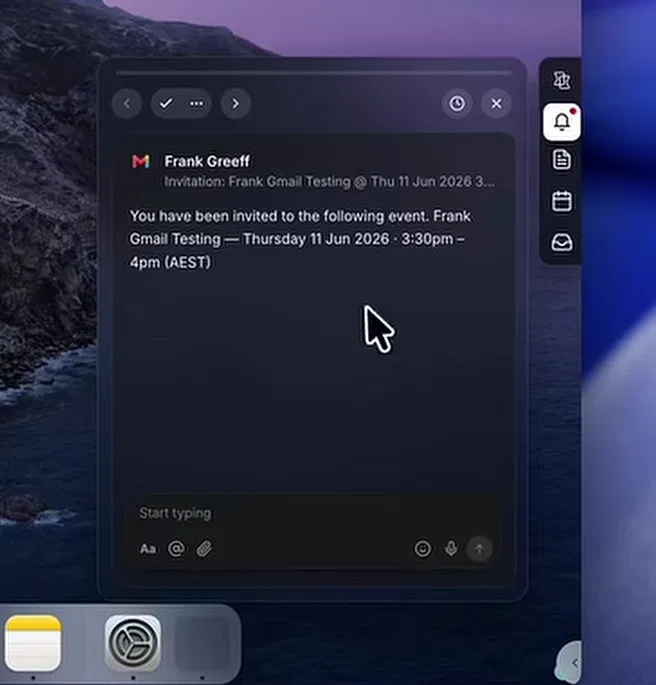 Frank Greeff
Invitation: Frank Gmail Testing @ Thu 11 Jun 2026 3...
You have been invited to the following event. Frank
Gmail Testing — Thursday 11 Jun 2026 · 3:30pm –
4pm (AEST)
Start typing
Aa